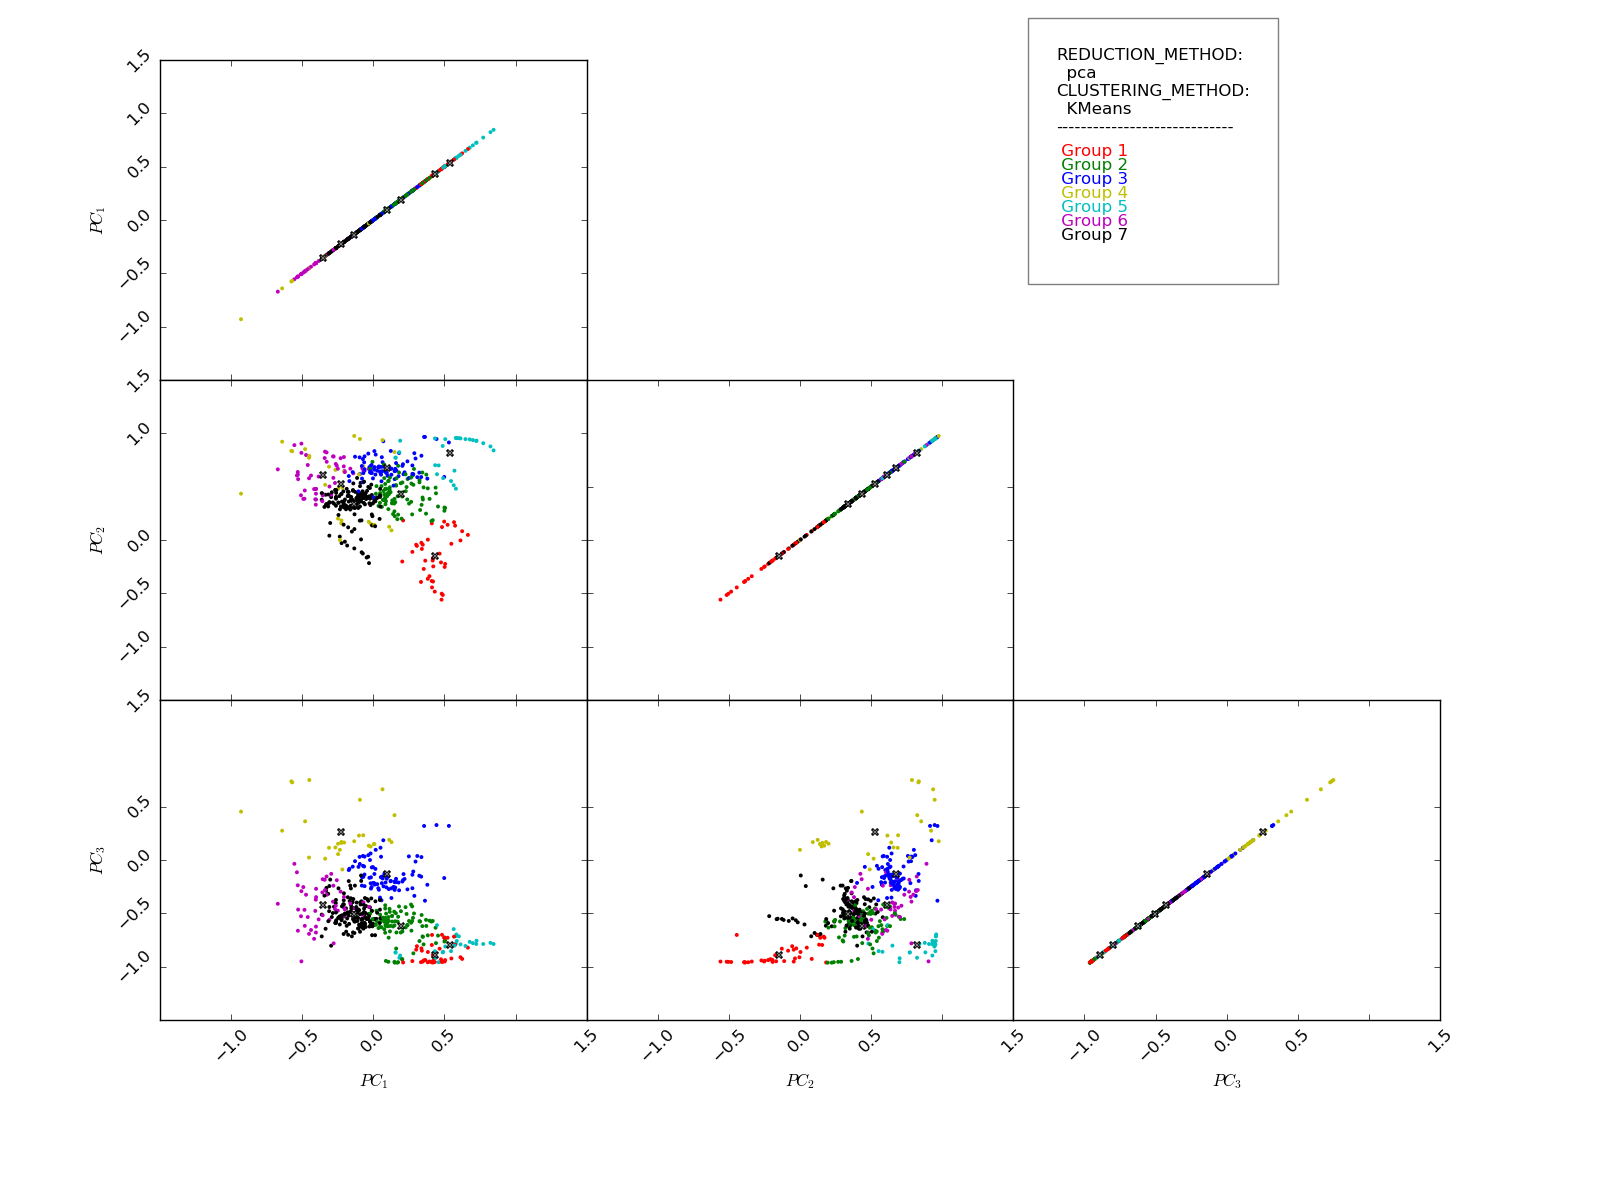 REDUCTION_METHOD:
pca
CLUSTERING_METHOD:
KMeans
-----------------------------
Group 1
Group 2
Group 3
Group 4
Group 5
Group 6
Group 7
1.5
1.0
0.5
0.0
−0.5
−1.0
PC₁
1.5
1.0
0.5
0.0
−0.5
−1.0
PC₂
1.5
0.5
0.0
−0.5
−1.0
PC₃
−1.0 −0.5 0.0 0.5 1.5
PC₁
−1.0 −0.5 0.0 0.5 1.5
PC₂
−1.0 −0.5 0.0 0.5 1.5
PC₃